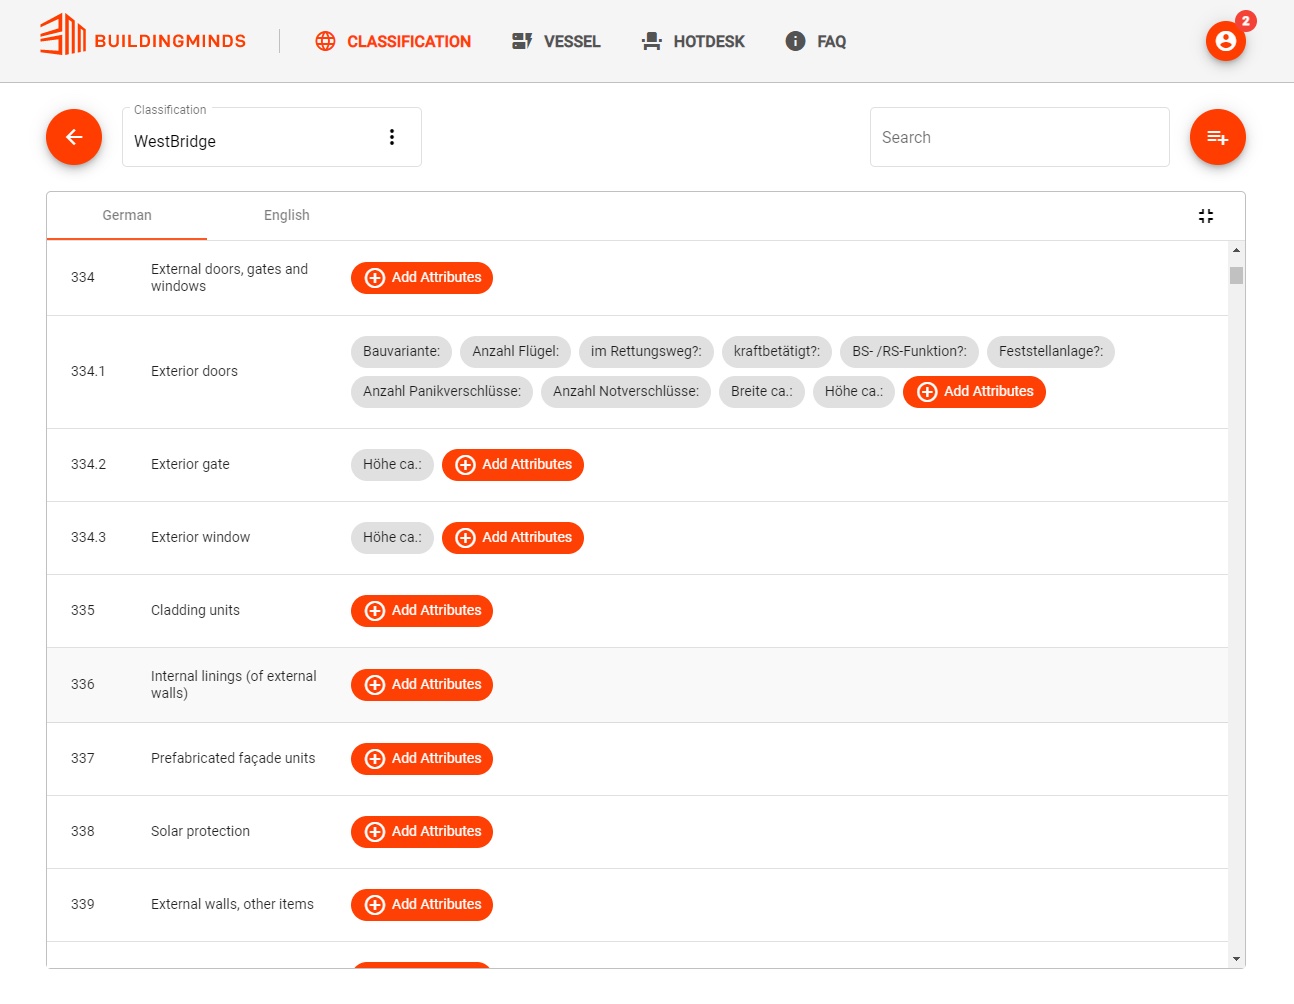 BUILDINGMINDS
CLASSIFICATION
VESSEL
HOTDESK
FAQ
2
Classification
WestBridge
Search
German
English
334
External doors, gates and
windows
Add Attributes
334.1
Exterior doors
Bauvariante:
Anzahl Flügel:
im Rettungsweg?:
kraftbetätigt?:
BS- /RS-Funktion?:
Feststellanlage?:
Anzahl Panikverschlüsse:
Anzahl Notverschlüsse:
Breite ca.:
Höhe ca.:
Add Attributes
334.2
Exterior gate
Höhe ca.:
Add Attributes
334.3
Exterior window
Höhe ca.:
Add Attributes
335
Cladding units
Add Attributes
336
Internal linings (of external
walls)
Add Attributes
337
Prefabricated façade units
Add Attributes
338
Solar protection
Add Attributes
339
External walls, other items
Add Attributes